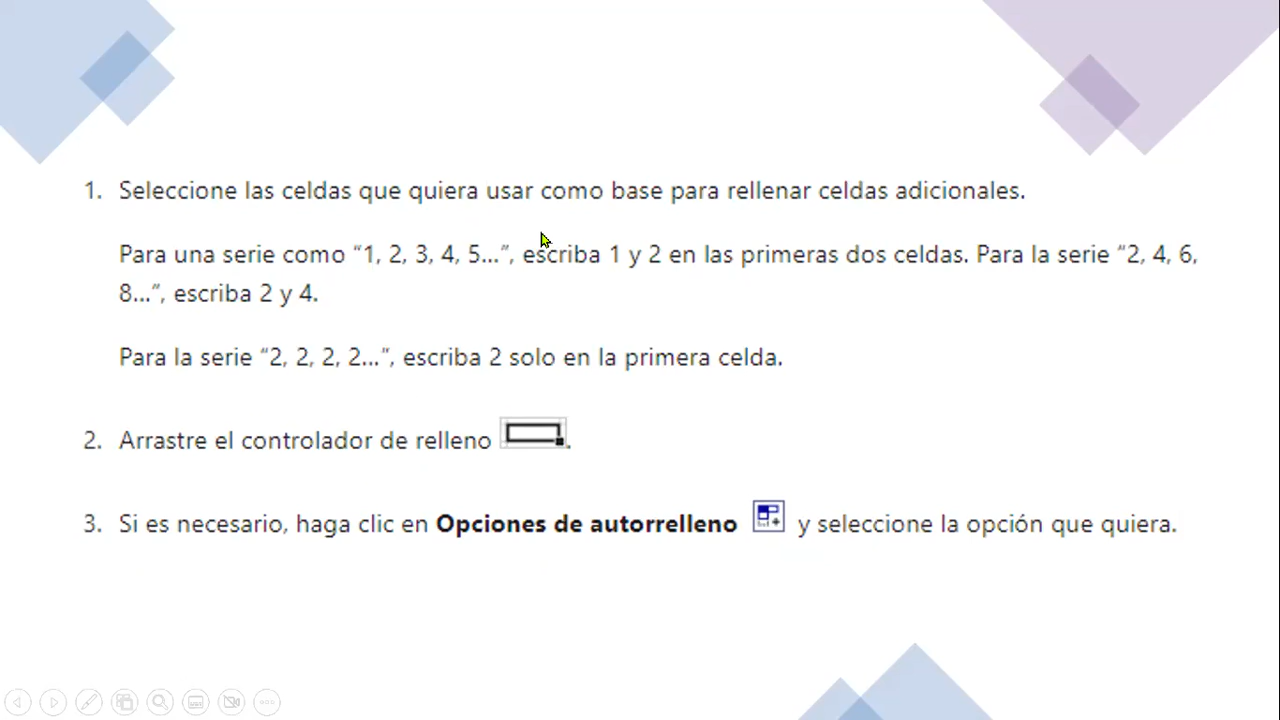 1. Seleccione las celdas que quiera usar como base para rellenar celdas adicionales.
Para una serie como “1, 2, 3, 4, 5...”, escriba 1 y 2 en las primeras dos celdas. Para la serie “2, 4, 6,
8...”, escriba 2 y 4.
Para la serie “2, 2, 2, 2...”, escriba 2 solo en la primera celda.
2. Arrastre el controlador de relleno .
3. Si es necesario, haga clic en Opciones de autorrelleno y seleccione la opción que quiera.